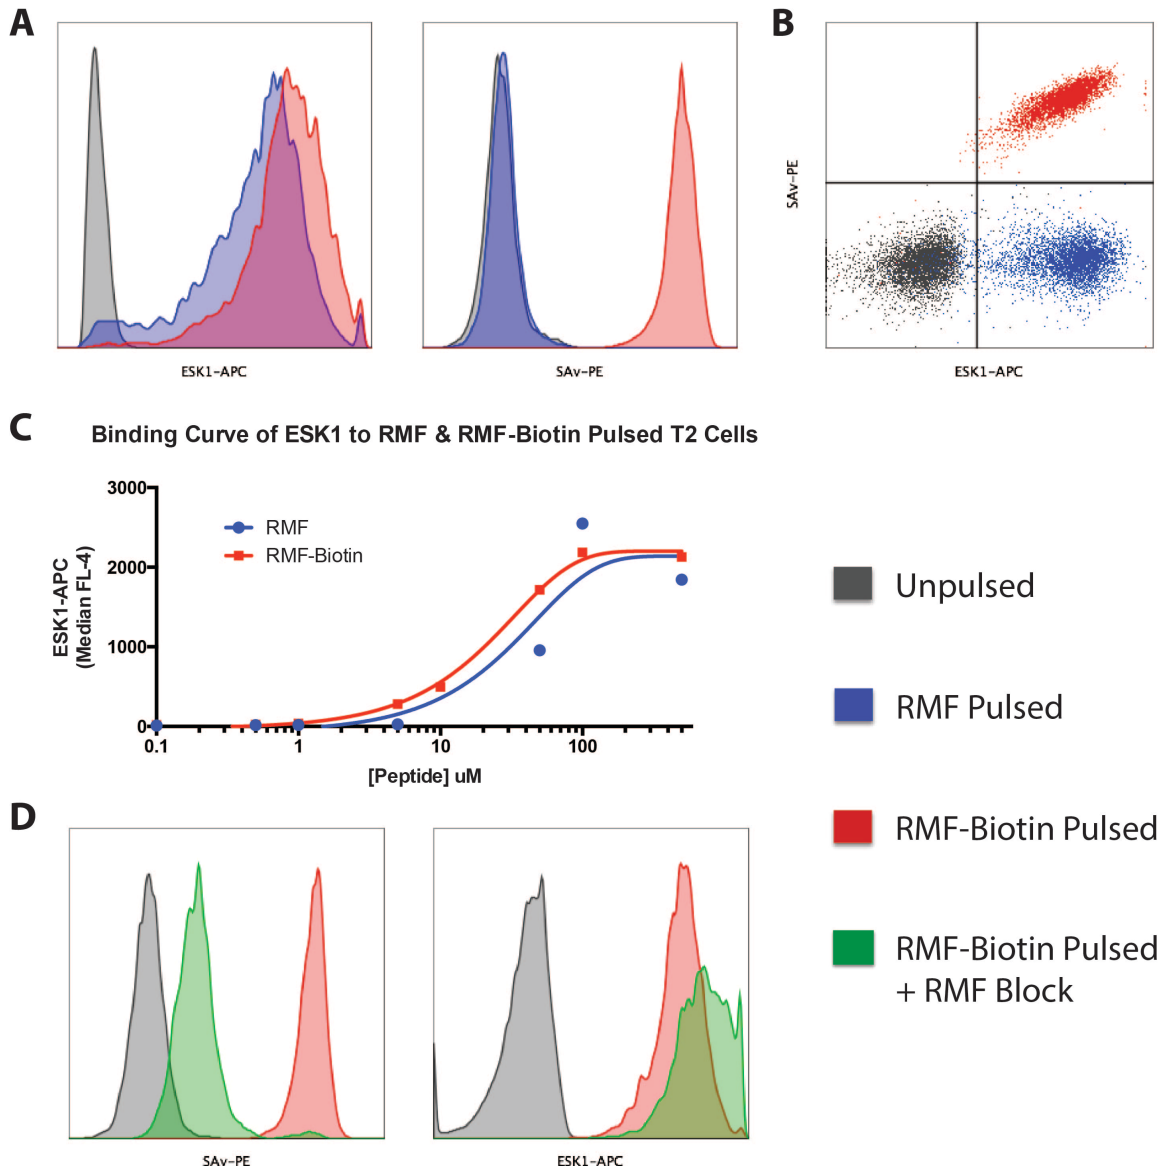 A
B
ESK1-APC
SAv-PE
SAv-PE
ESK1-APC
C
Binding Curve of ESK1 to RMF & RMF-Biotin Pulsed T2 Cells
3000
2000
1000
0
ESK1-APC
(Median FL-4)
RMF
RMF-Biotin
0.1
1
10
100
[Peptide] uM
Unpulsed
RMF Pulsed
RMF-Biotin Pulsed
RMF-Biotin Pulsed
+ RMF Block
D
SAv-PE
ESK1-APC